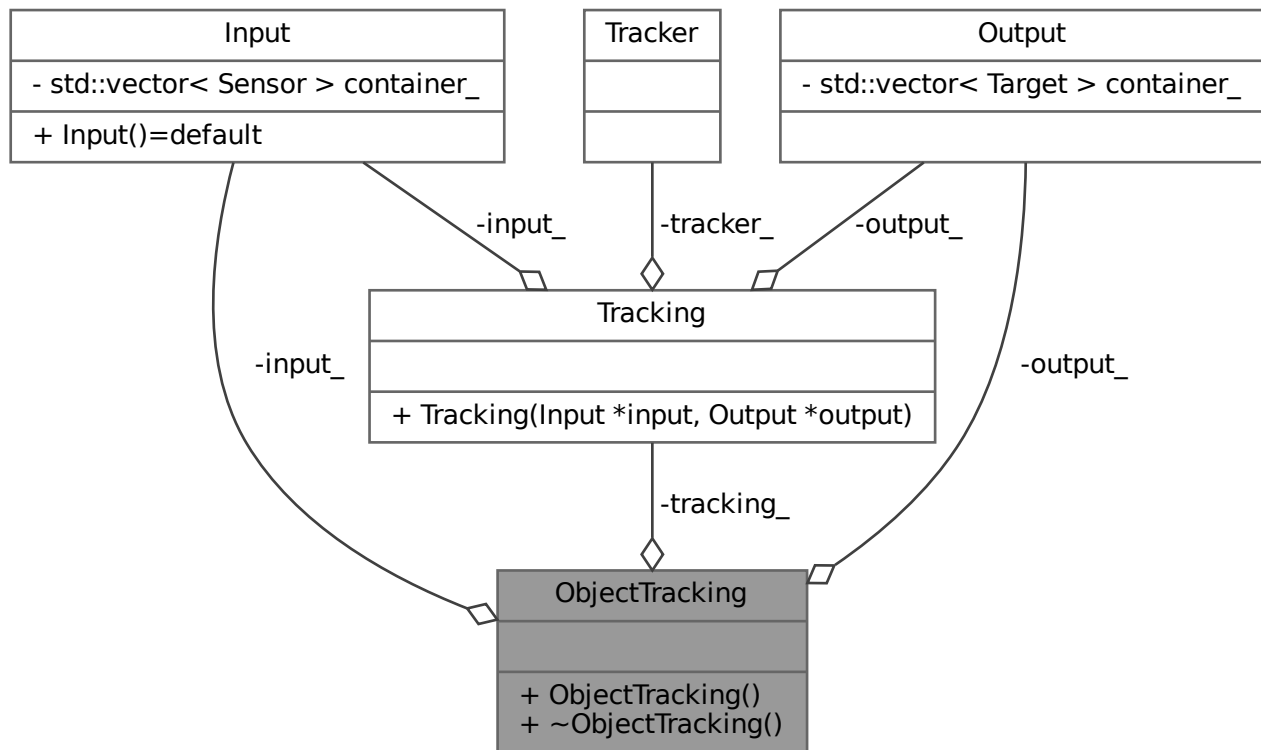 Input
- std::vector< Sensor > container_
+ Input()=default
Tracker
Output
- std::vector< Target > container_
-input_
-tracker_
-output_
Tracking
+ Tracking(Input *input, Output *output)
-input_
-output_
-tracking_
ObjectTracking
+ ObjectTracking()
+ ~ObjectTracking()